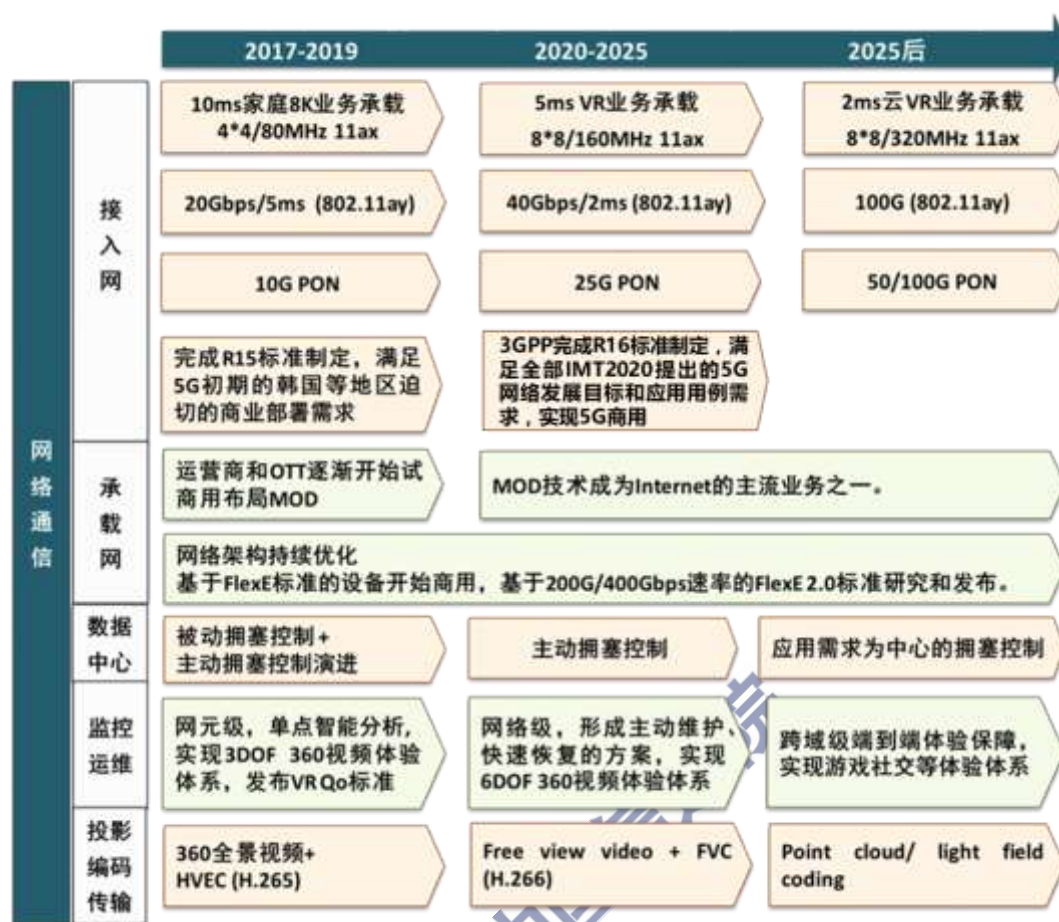 2017-2019
2020-2025
2025后
网络通信
接入网
10ms家庭8K业务承载
4*4/80MHz 11ax
5ms VR业务承载
8*8/160MHz 11ax
2ms云VR业务承载
8*8/320MHz 11ax
20Gbps/5ms (802.11ay)
40Gbps/2ms (802.11ay)
100G (802.11ay)
10G PON
25G PON
50/100G PON
完成R15标准制定，满足
5G初期的韩国等地区迫
切的商业部署需求
3GPP完成R16标准制定，满
足全部IMT2020提出的5G
网络发展目标和应用用例需
求，实现5G商用
承载网
运营商和OTT逐渐开始试
商用布局MOD
MOD技术成为Internet的主流业务之一。
网络架构持续优化
基于FlexE标准的设备开始商用，基于200G/400Gbps速率的FlexE 2.0标准研究和发布。
数据
中心
被动拥塞控制+
主动拥塞控制演进
主动拥塞控制
应用需求为中心的拥塞控制
监控
运维
网元级，单点智能分析,
实现3DOF 360视频体验
体系，发布VR Qo标准
网络级，形成主动维护、
快速恢复的方案，实现
6DOF 360视频体验体系
跨域级端到端体验保障，
实现游戏社交等体验体系
投影
编码
传输
360全景视频+
HVEC (H.265)
Free view video + FVC
(H.266)
Point cloud/ light field
coding